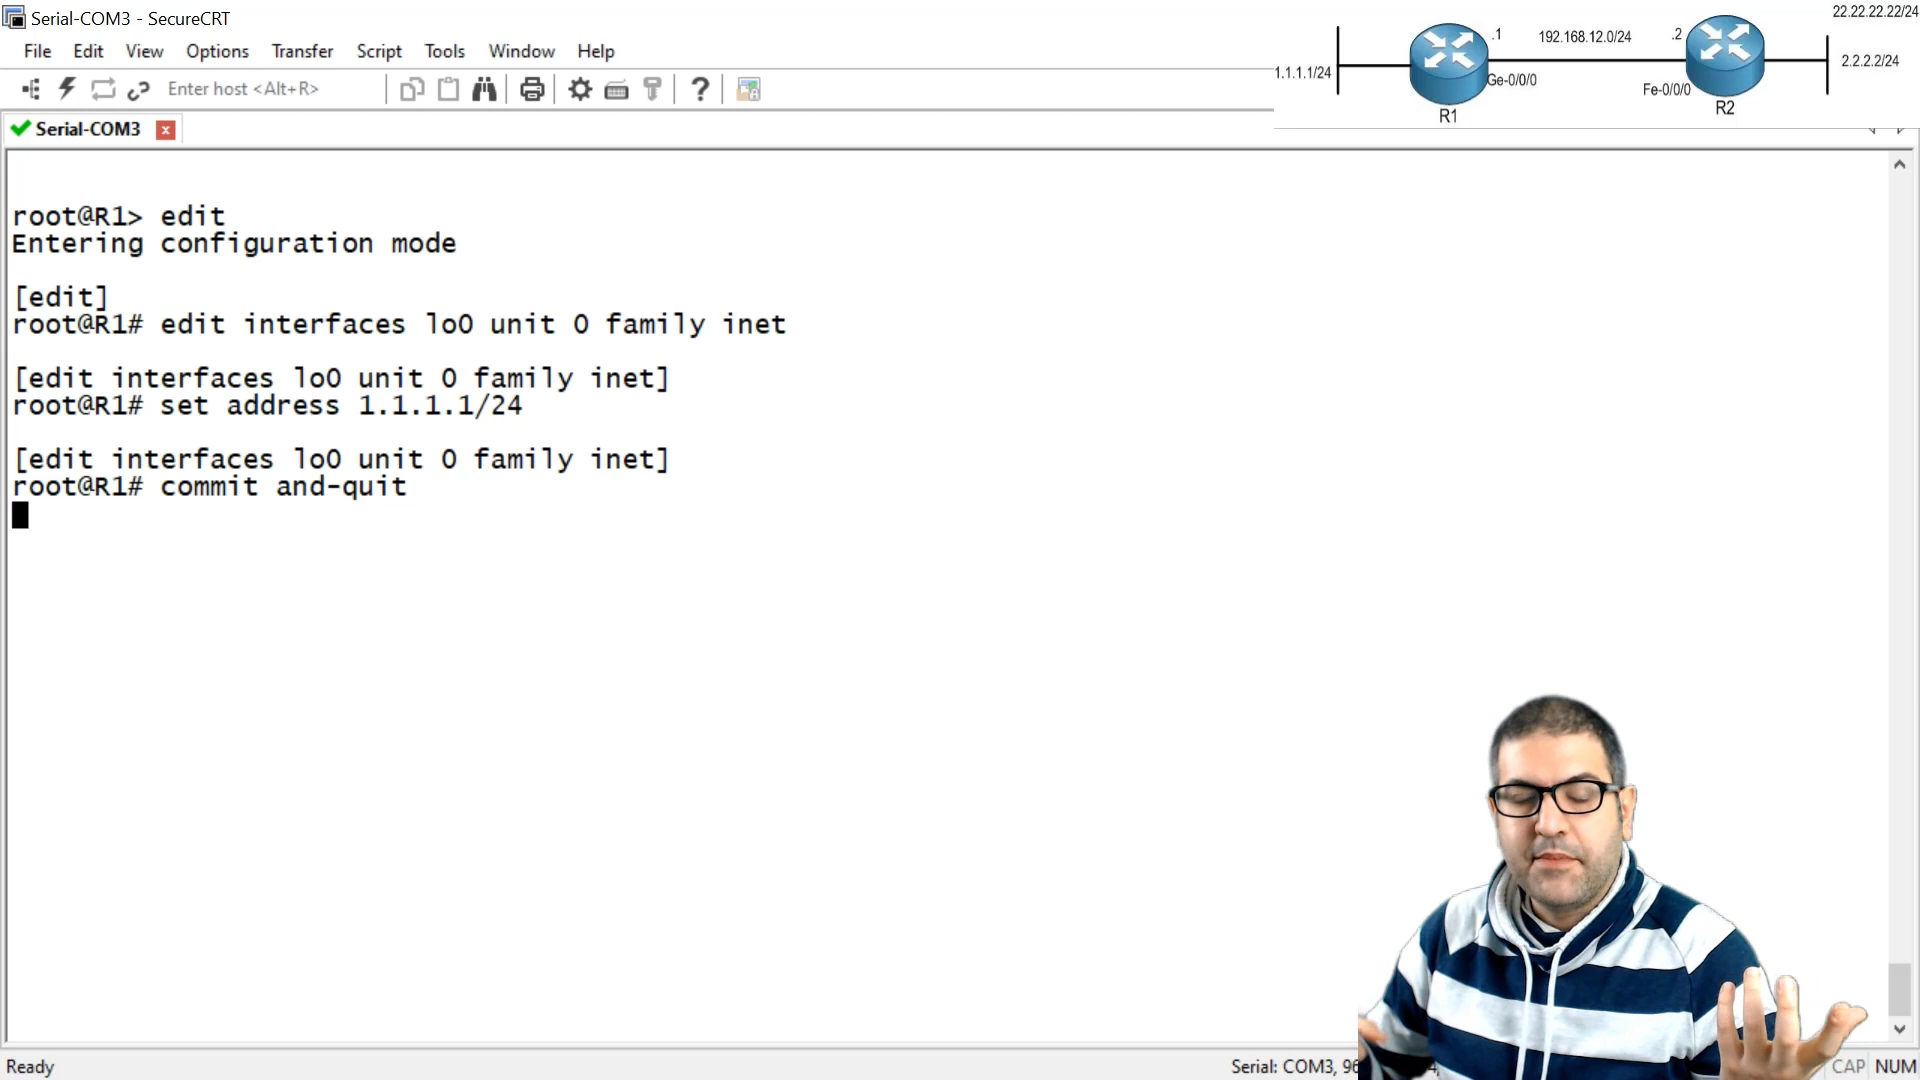 Serial-COM3 - SecureCRT
File Edit View Options Transfer Script Tools Window Help
Enter host <Alt+R>
Serial-COM3
22.22.22.22/24
.1 192.168.12.0/24 .2
1.1.1.1/24
2.2.2.2/24
Ge-0/0/0
Fe-0/0/0
R1
R2
root@R1> edit
Entering configuration mode
[edit]
root@R1# edit interfaces lo0 unit 0 family inet
[edit interfaces lo0 unit 0 family inet]
root@R1# set address 1.1.1.1/24
[edit interfaces lo0 unit 0 family inet]
root@R1# commit and-quit
Ready
Serial: COM3, 96
CAP NUM